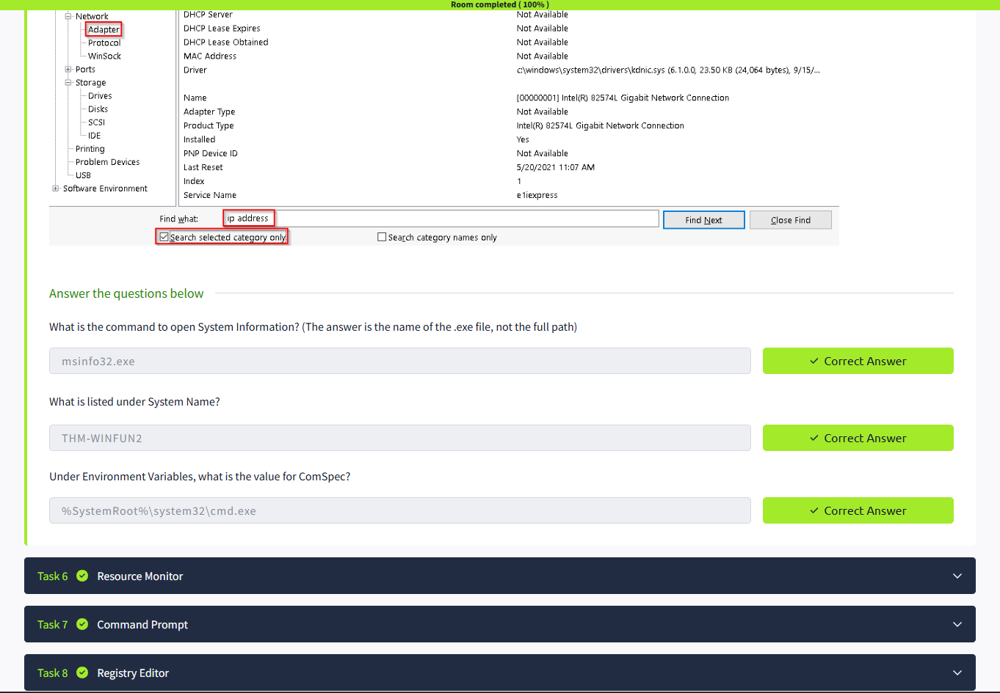 Room completed ( 100% )
Network
Adapter
Protocol
WinSock
Ports
Storage
Drives
Disks
SCSI
IDE
Printing
Problem Devices
USB
Software Environment
DHCP Server Not Available
DHCP Lease Expires Not Available
DHCP Lease Obtained Not Available
MAC Address Not Available
Driver c:\windows\system32\drivers\kdnic.sys (6.1.0.0, 23.50 KB (24,064 bytes), 9/15/...
Name [00000001] Intel(R) 82574L Gigabit Network Connection
Adapter Type Not Available
Product Type Intel(R) 82574L Gigabit Network Connection
Installed Yes
PNP Device ID Not Available
Last Reset 5/20/2021 11:07 AM
Index 1
Service Name e1iexpress
Find what: ip address Find Next Close Find
Search selected category only Search category names only
Answer the questions below
What is the command to open System Information? (The answer is the name of the .exe file, not the full path)
msinfo32.exe Correct Answer
What is listed under System Name?
THM-WINFUN2 Correct Answer
Under Environment Variables, what is the value for ComSpec?
%SystemRoot%\system32\cmd.exe Correct Answer
Task 6 Resource Monitor
Task 7 Command Prompt
Task 8 Registry Editor